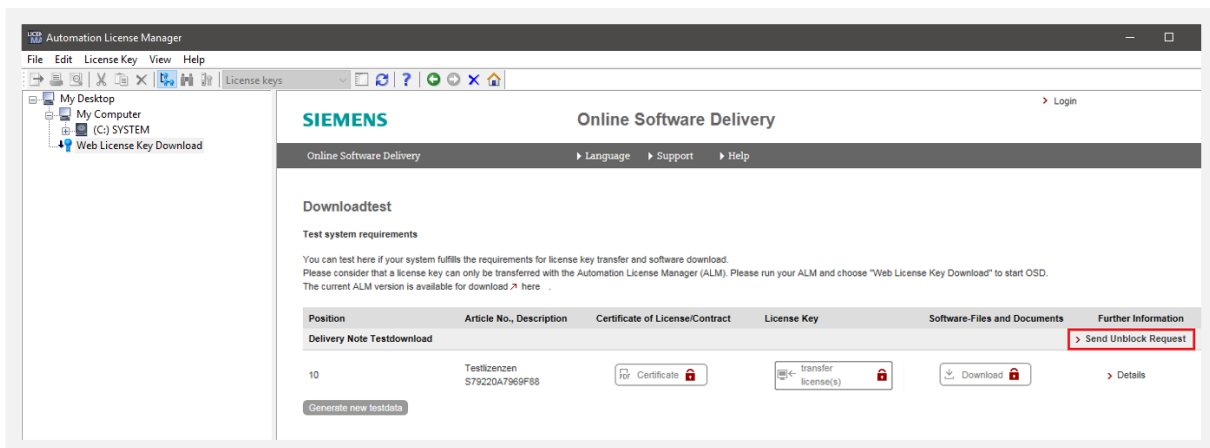 Automation License Manager
File Edit License Key View Help
License keys
My Desktop
My Computer
(C:) SYSTEM
Web License Key Download
Login
SIEMENS Online Software Delivery
Online Software Delivery Language Support Help
Downloadtest
Test system requirements
You can test here if your system fulfills the requirements for license key transfer and software download.
Please consider that a license key can only be transferred with the Automation License Manager (ALM). Please run your ALM and choose "Web License Key Download" to start OSD.
The current ALM version is available for download here .
Position Article No., Description Certificate of License/Contract License Key Software-Files and Documents Further Information
Delivery Note Testdownload Send Unblock Request
10 Testlizenzen Certificate transfer Download Details
S79220A7969F88 license(s)
Generate new testdata